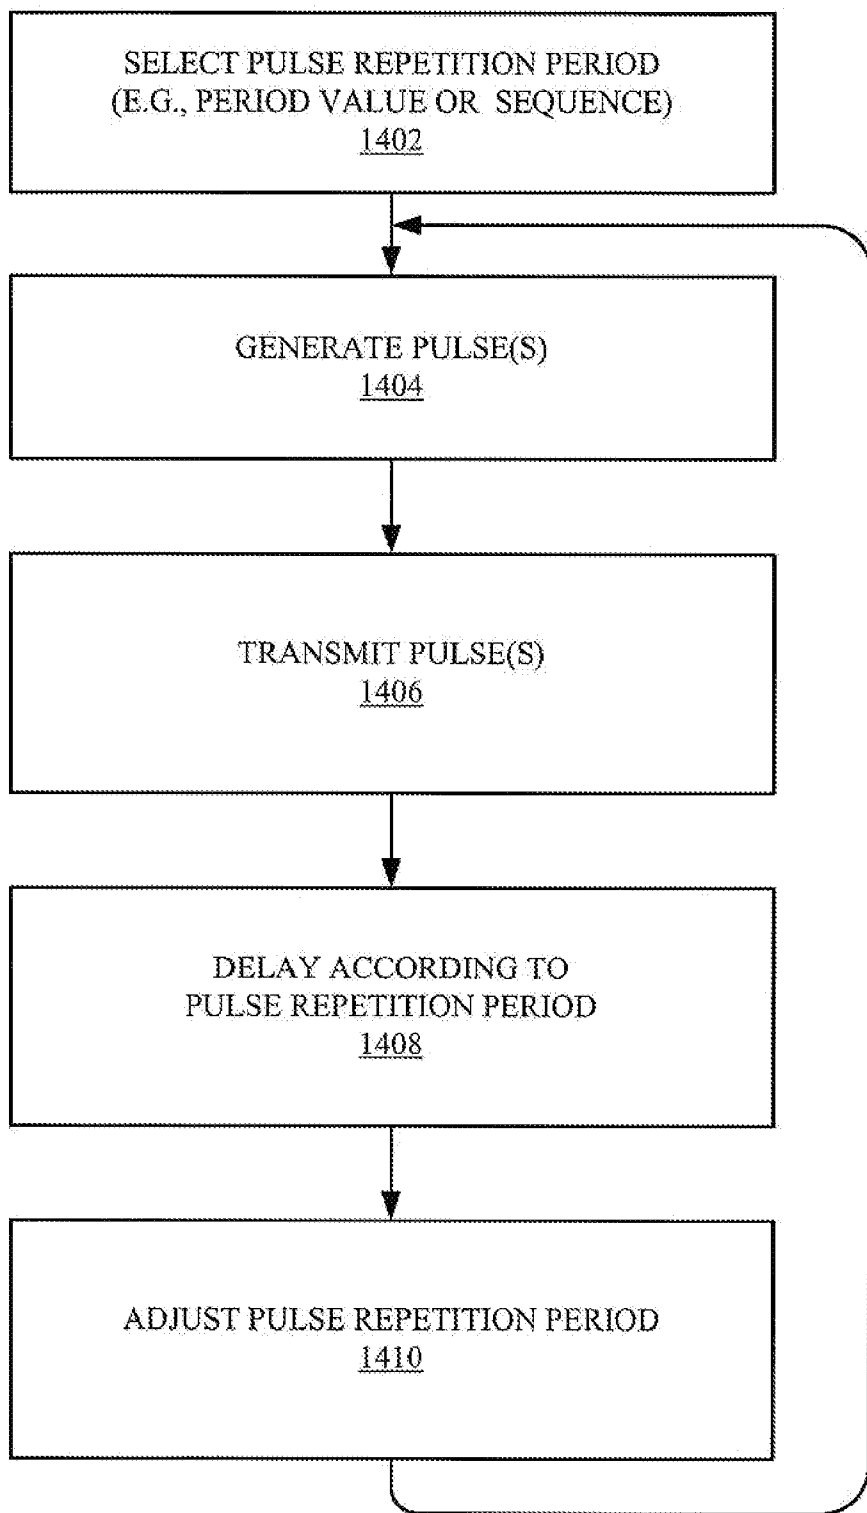 SELECT PULSE REPETITION PERIOD
(E.G., PERIOD VALUE OR SEQUENCE)
1402
GENERATE PULSE(S)
1404
TRANSMIT PULSE(S)
1406
DELAY ACCORDING TO
PULSE REPETITION PERIOD
1408
ADJUST PULSE REPETITION PERIOD
1410